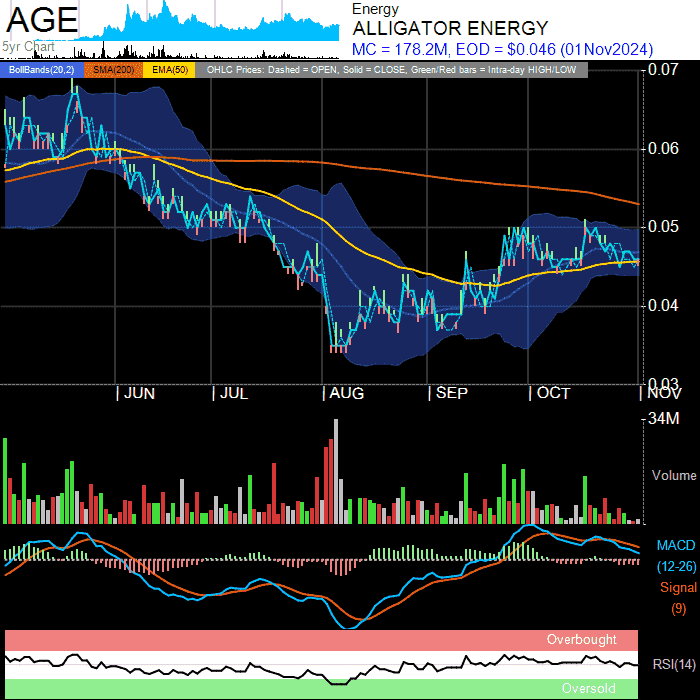 AGE
5yr Chart
Energy
ALLIGATOR ENERGY
MC = 178.2M, EOD = $0.046 (01Nov2024)
BollBands(20,2) SMA(200) EMA(50) OHLC Prices: Dashed = OPEN, Solid = CLOSE, Green/Red bars = Intra-day HIGH/LOW
0.07
0.06
0.05
0.04
0.03
JUN JUL AUG SEP OCT NOV
34M
Volume
MACD
(12-26)
Signal
(9)
Overbought
RSI(14)
Oversold